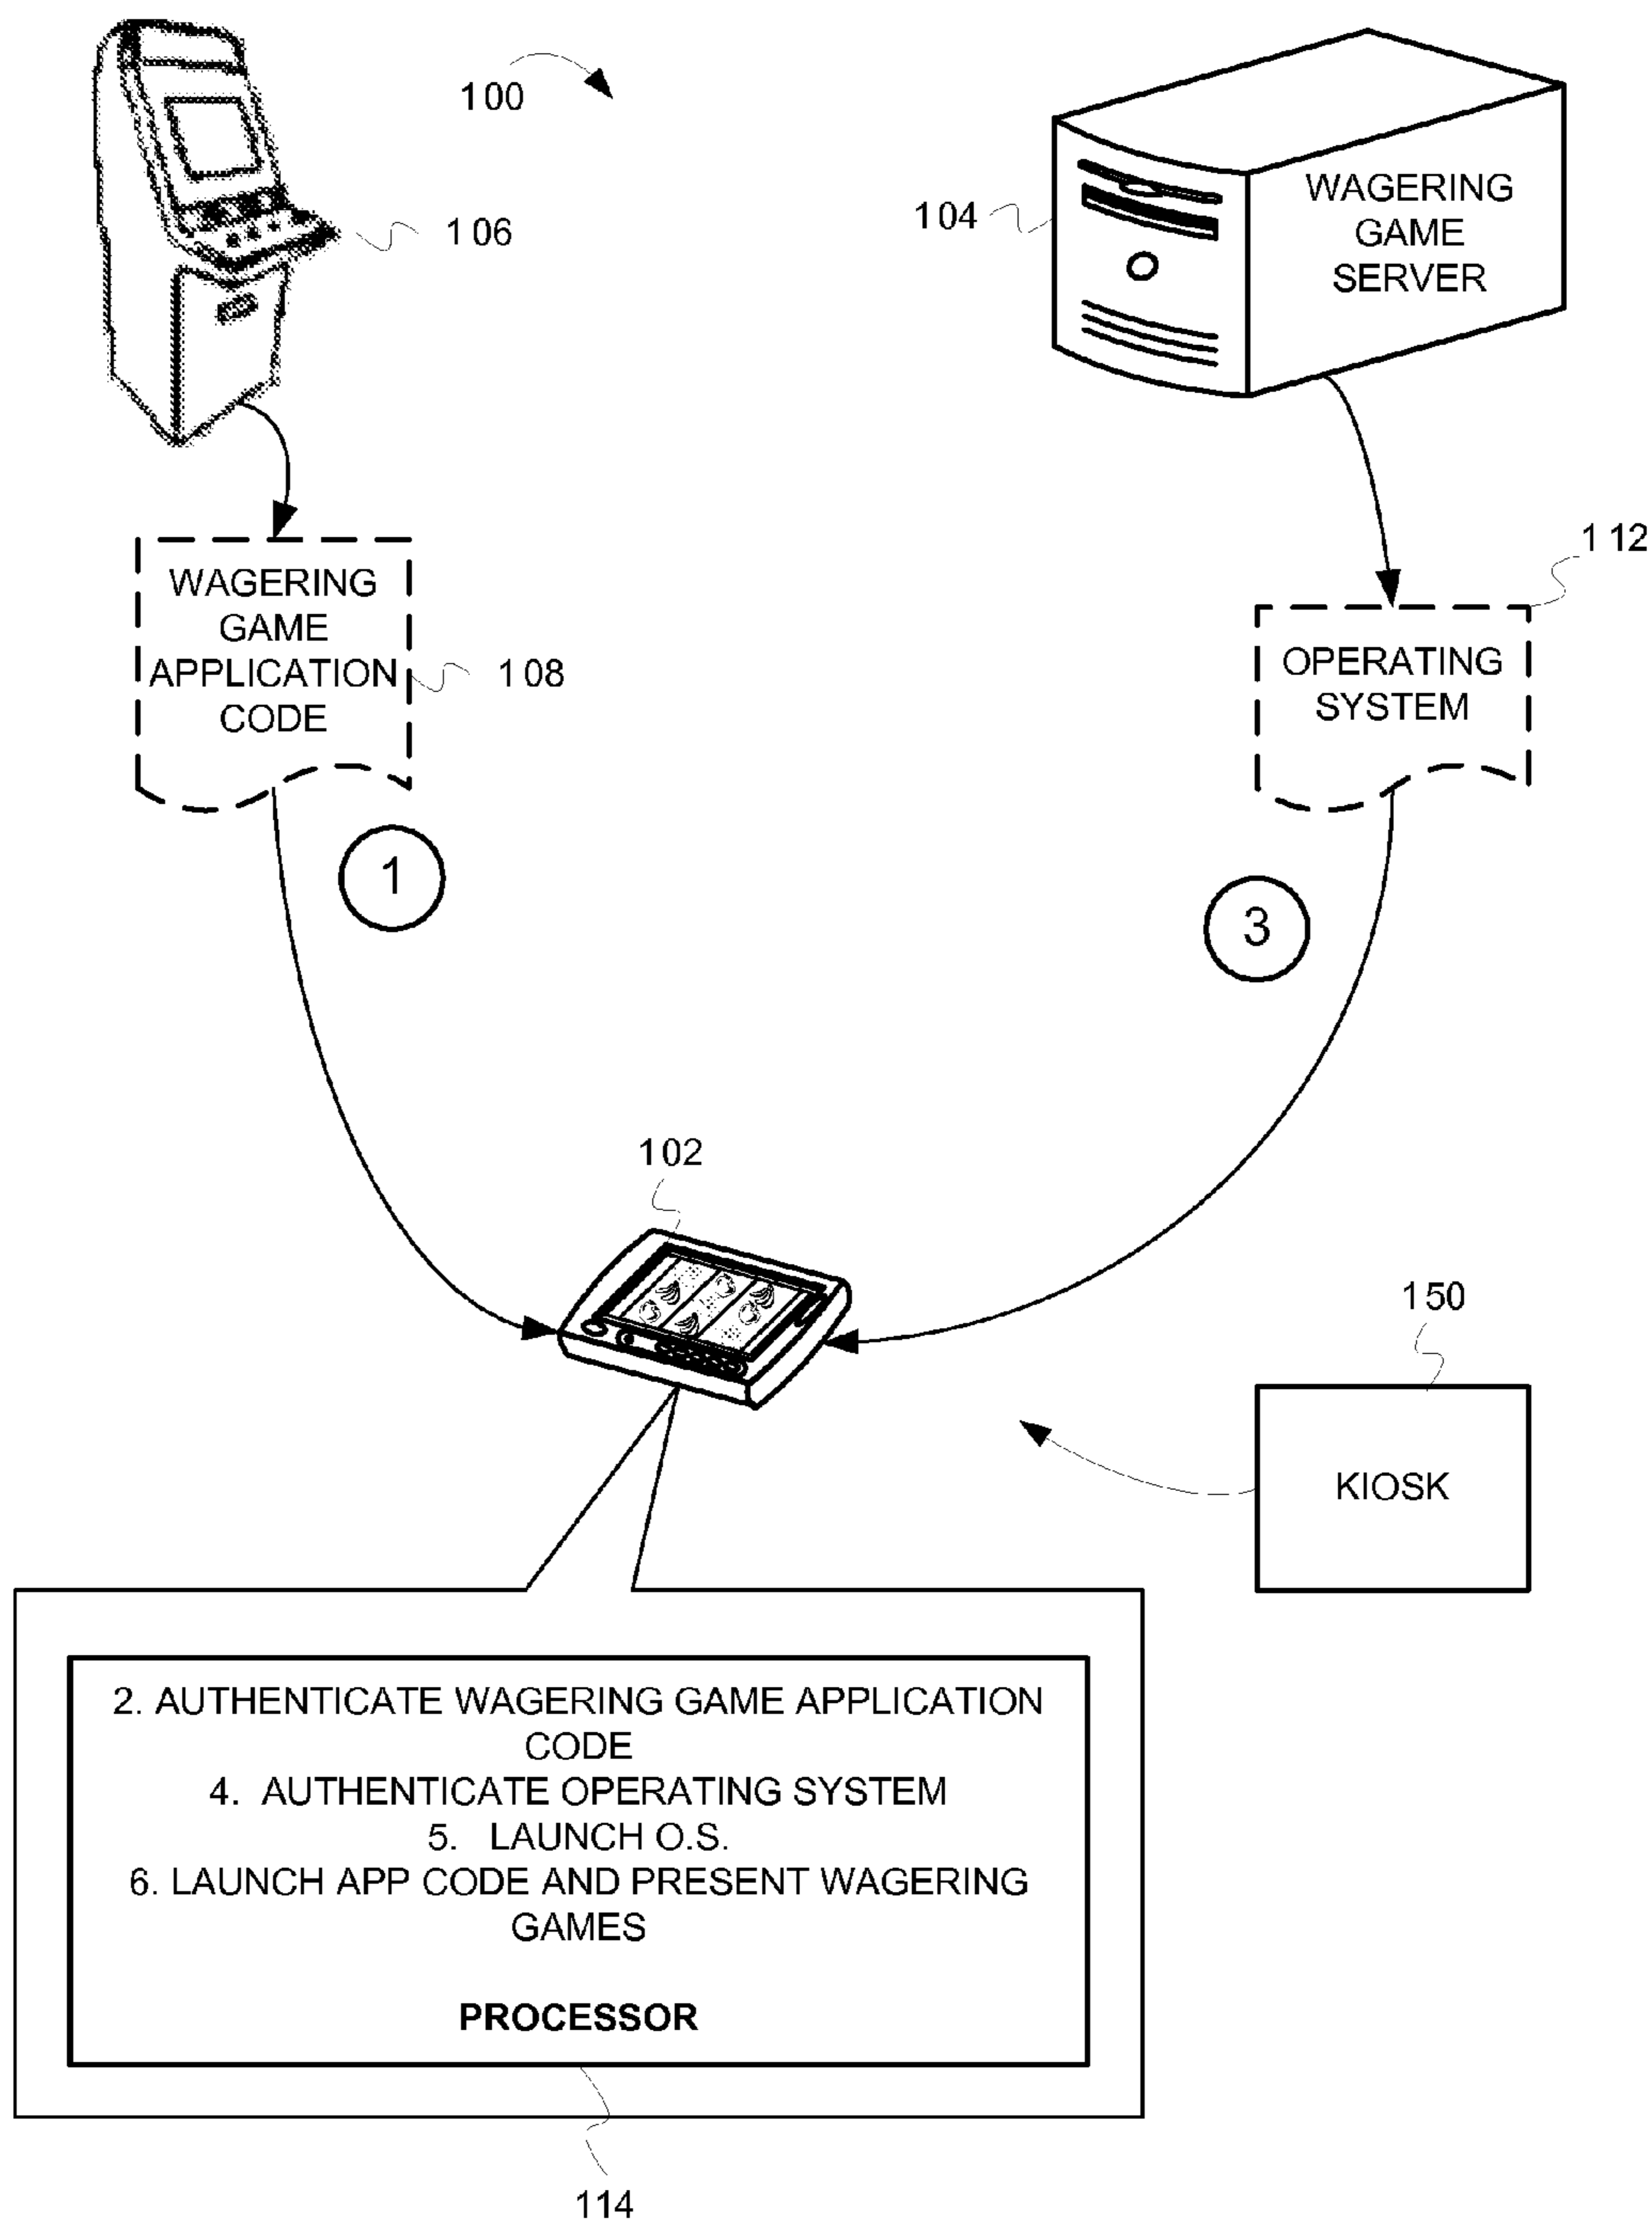 100
106
104
WAGERING
GAME
SERVER
112
WAGERING
GAME
APPLICATION
CODE
108
OPERATING
SYSTEM
1
3
102
150
KIOSK
2. AUTHENTICATE WAGERING GAME APPLICATION
CODE
4. AUTHENTICATE OPERATING SYSTEM
5. LAUNCH O.S.
6. LAUNCH APP CODE AND PRESENT WAGERING
GAMES
PROCESSOR
114